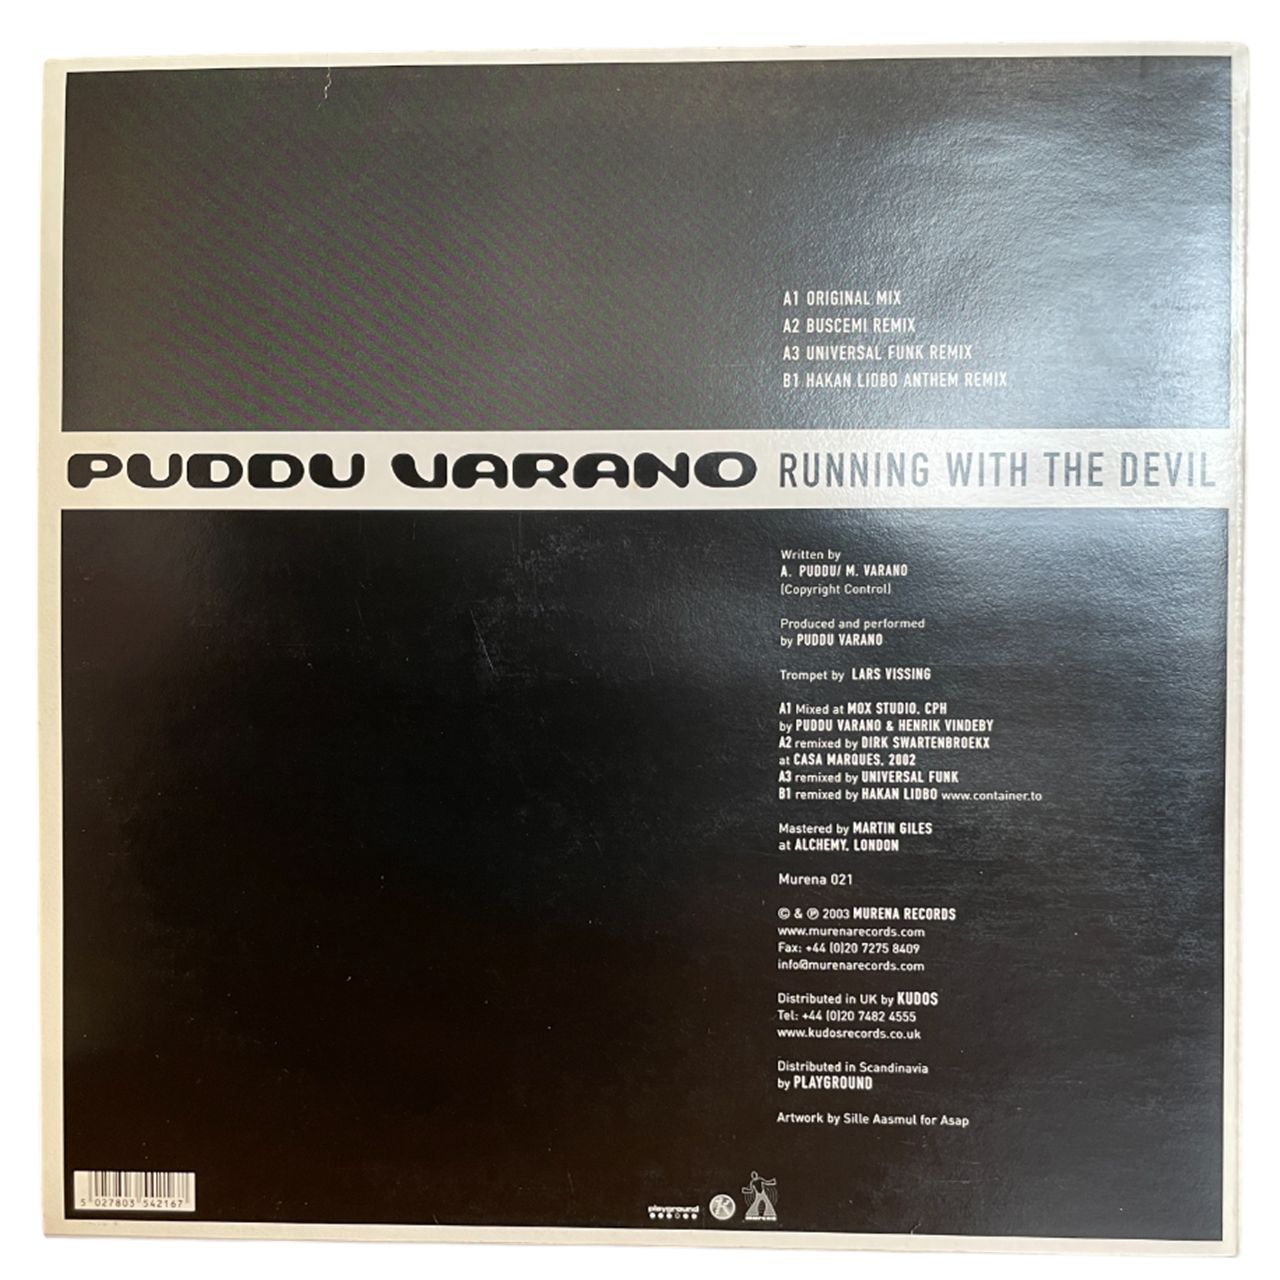 A1 ORIGINAL MIX
A2 BUSCEMI REMIX
A3 UNIVERSAL FUNK REMIX
B1 HAKAN LIDBO ANTHEM REMIX
PUDDU VARANO RUNNING WITH THE DEVIL
Written by
A. PUDDU/ M. VARANO
(Copyright Control)
Produced and performed
by PUDDU VARANO
Trompet by LARS VISSING
A1 Mixed at MOX STUDIO, CPH
by PUDDU VARANO & HENRIK VINDEBY
A2 remixed by DIRK SWARTENBROEKX
at CASA MARQUES, 2002
A3 remixed by UNIVERSAL FUNK
B1 remixed by HAKAN LIDBO www.container.to
Mastered by MARTIN GILES
at ALCHEMY, LONDON
Murena 021
© & ℗ 2003 MURENA RECORDS
www.murenarecords.com
Fax: +44 (0)20 7275 8409
info@murenarecords.com
Distributed in UK by KUDOS
Tel: +44 (0)20 7482 4555
www.kudosrecords.co.uk
Distributed in Scandinavia
by PLAYGROUND
Artwork by Sille Aasmul for Asap
5 027803 542167
playground
K
murena